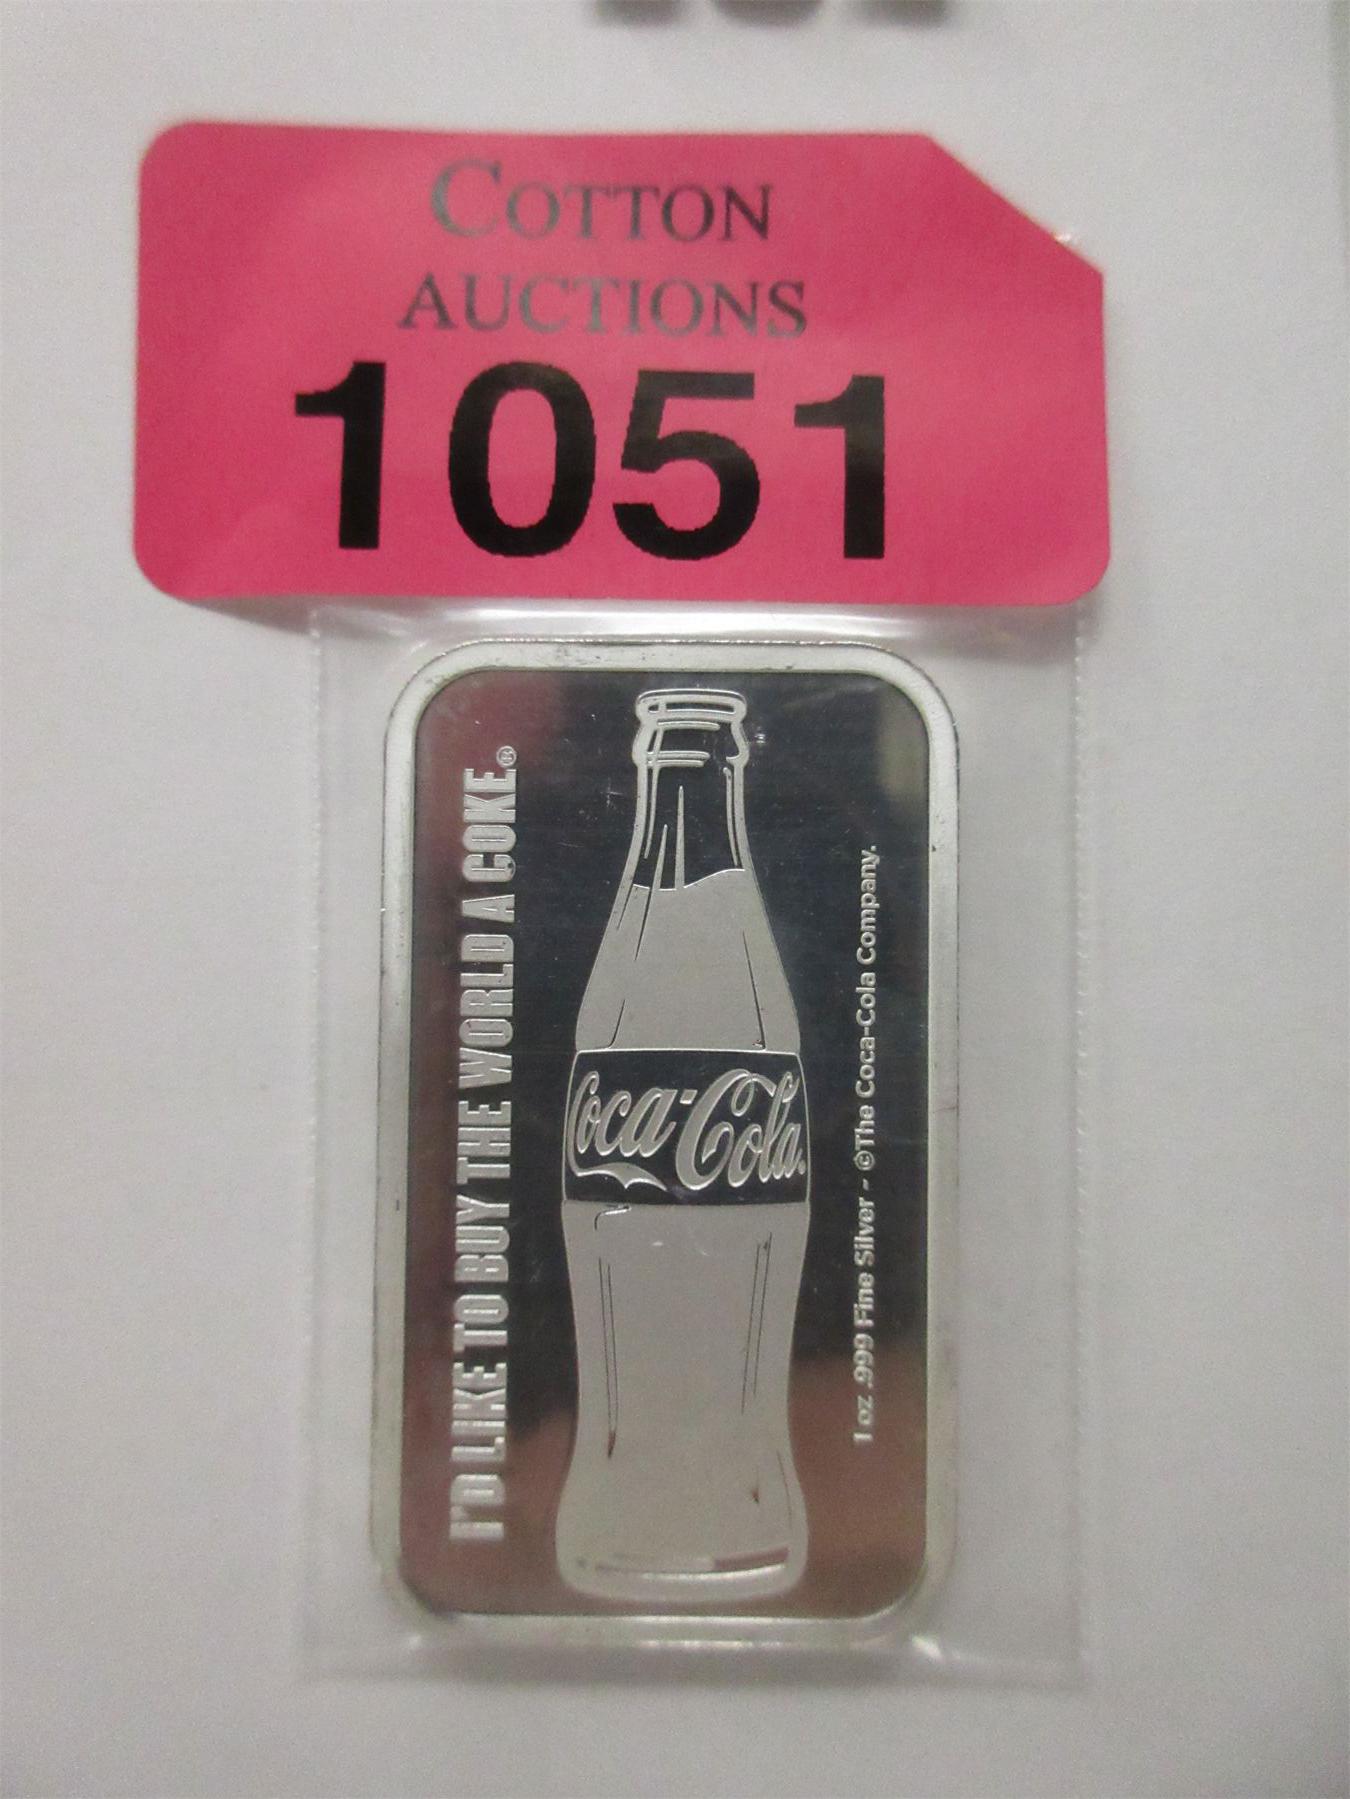 COTTON
AUCTIONS
1051
I'D LIKE TO BUY THE WORLD A COKE.®
Coca-Cola.
1 oz .999 Fine Silver - ©The Coca-Cola Company.